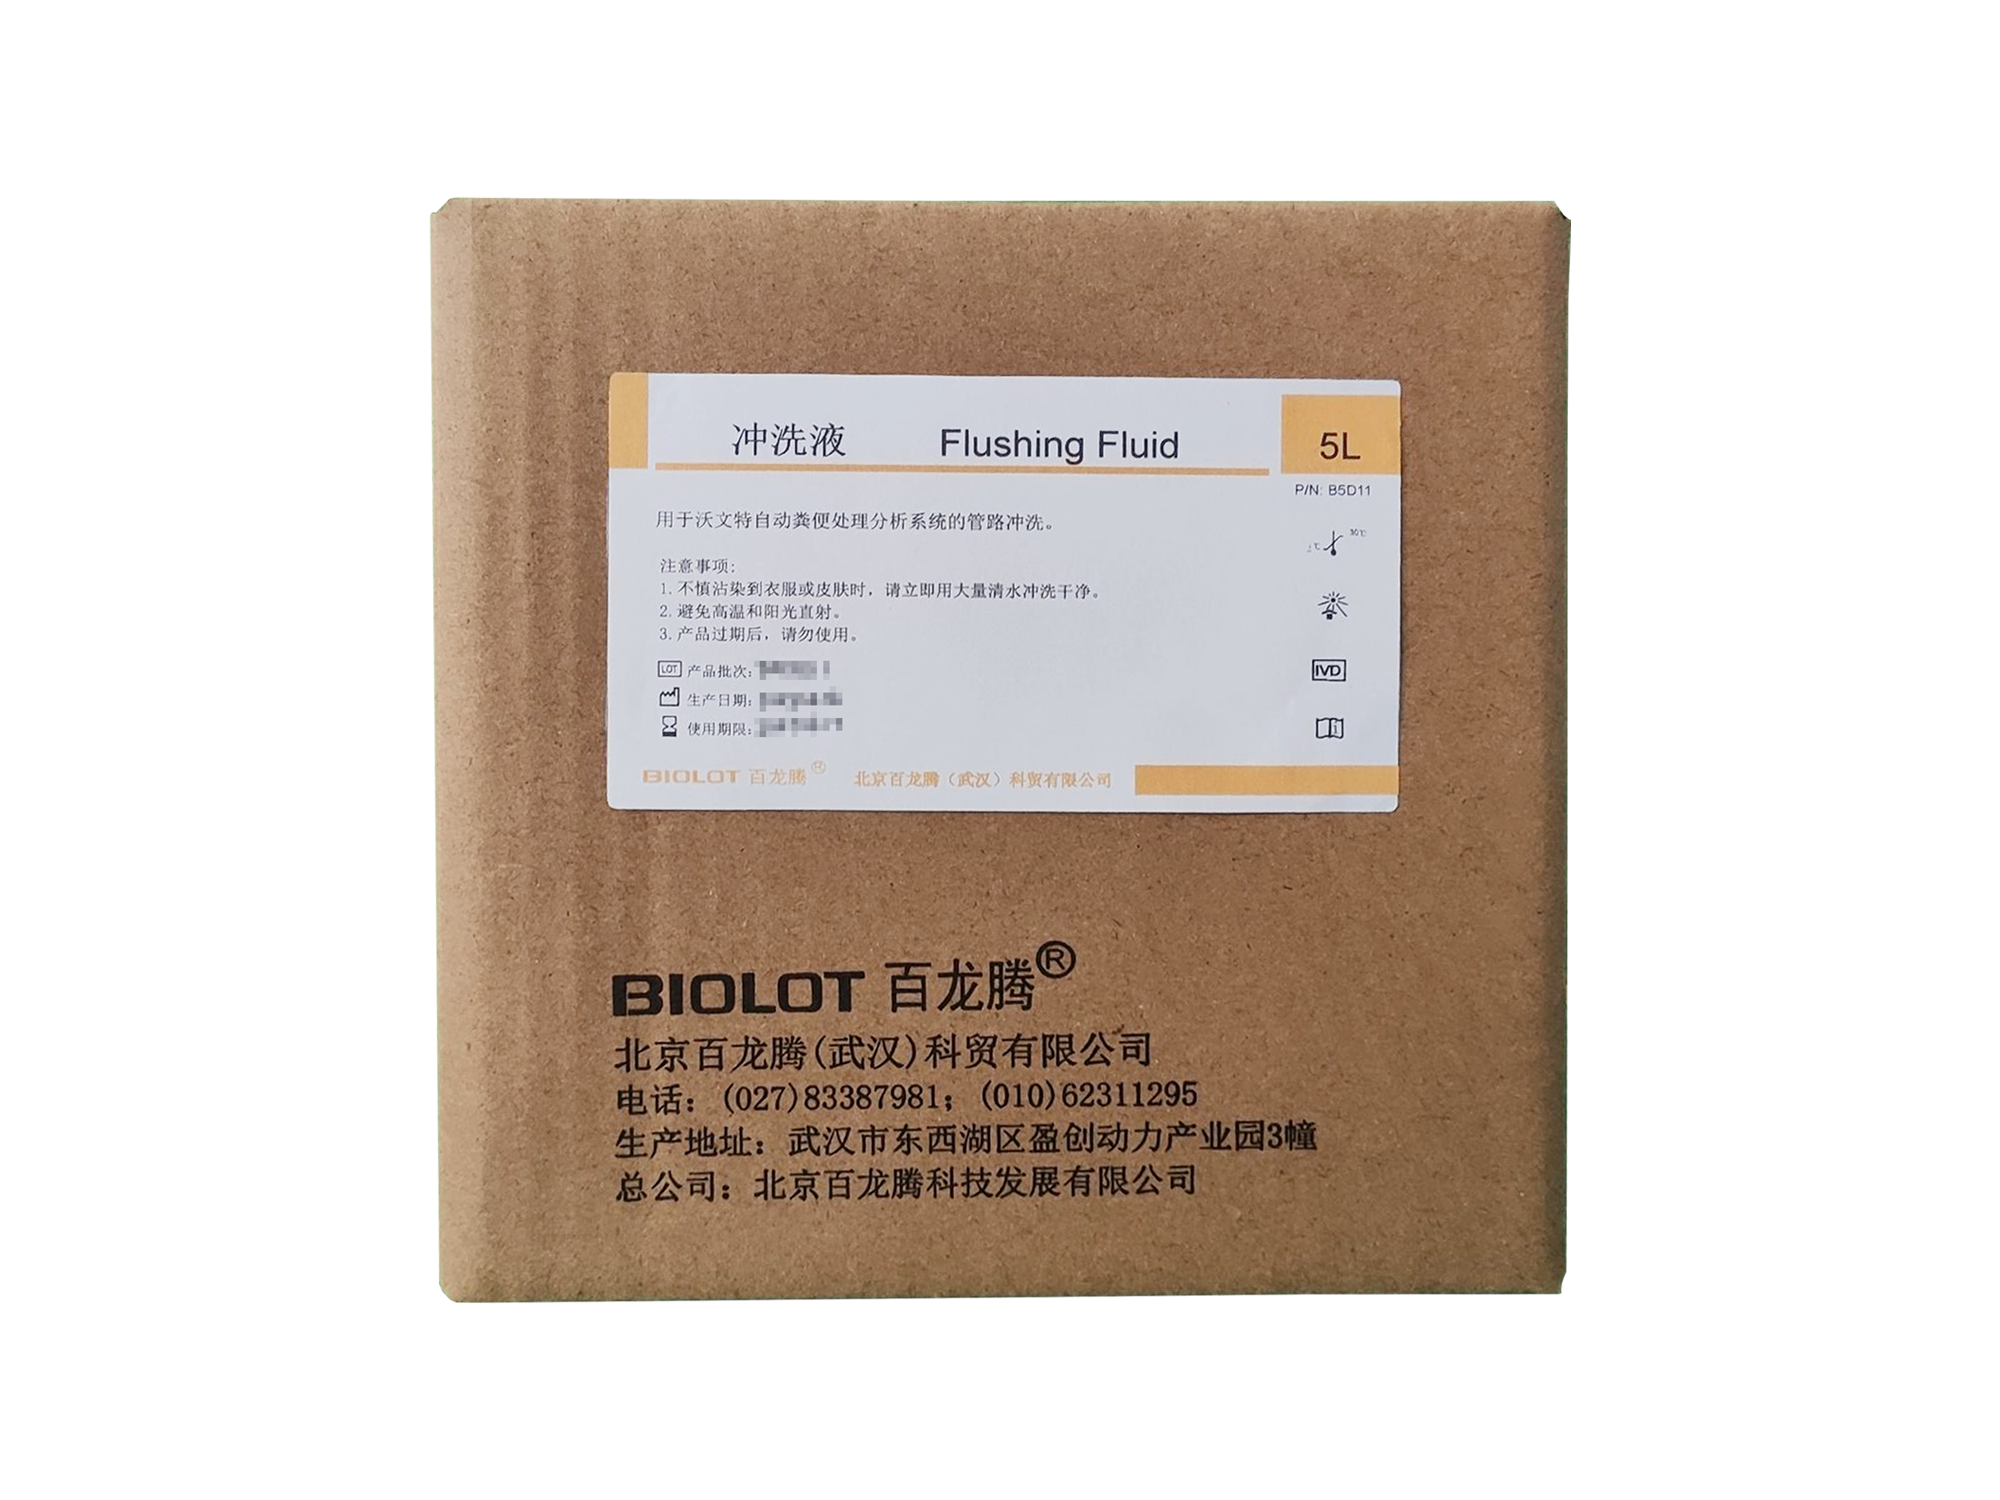 冲洗液 Flushing Fluid 5L
P/N: B5D11
用于沃文特自动粪便处理分析系统的管路冲洗。
30℃
℃
注意事项:
1. 不慎沾染到衣服或皮肤时，请立即用大量清水冲洗干净。
2. 避免高温和阳光直射。
3. 产品过期后，请勿使用。
LOT 产品批次:
IVD
生产日期:
使用期限:
BIOLOT 百龙腾® 北京百龙腾（武汉）科贸有限公司
BIOLOT 百龙腾®
北京百龙腾(武汉)科贸有限公司
电话：(027)83387981；(010)62311295
生产地址：武汉市东西湖区盈创动力产业园3幢
总公司：北京百龙腾科技发展有限公司